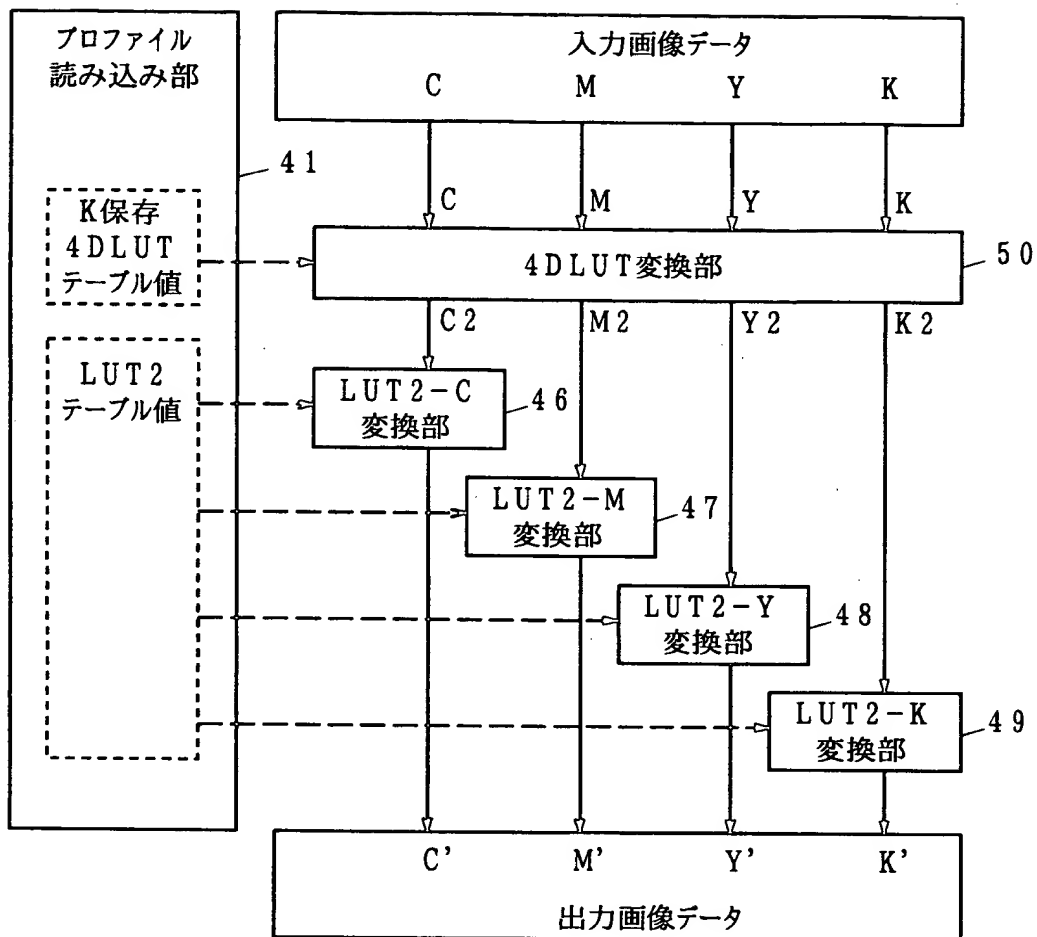 プロファイル
読み込み部
入力画像データ
C M Y K
41
C M Y K
K保存
4DLUT
テーブル値
4DLUT変換部
50
C2 M2 Y2 K2
LUT2
テーブル値
LUT2-C
変換部
46
LUT2-M
変換部
47
LUT2-Y
変換部
48
LUT2-K
変換部
49
C' M' Y' K'
出力画像データ